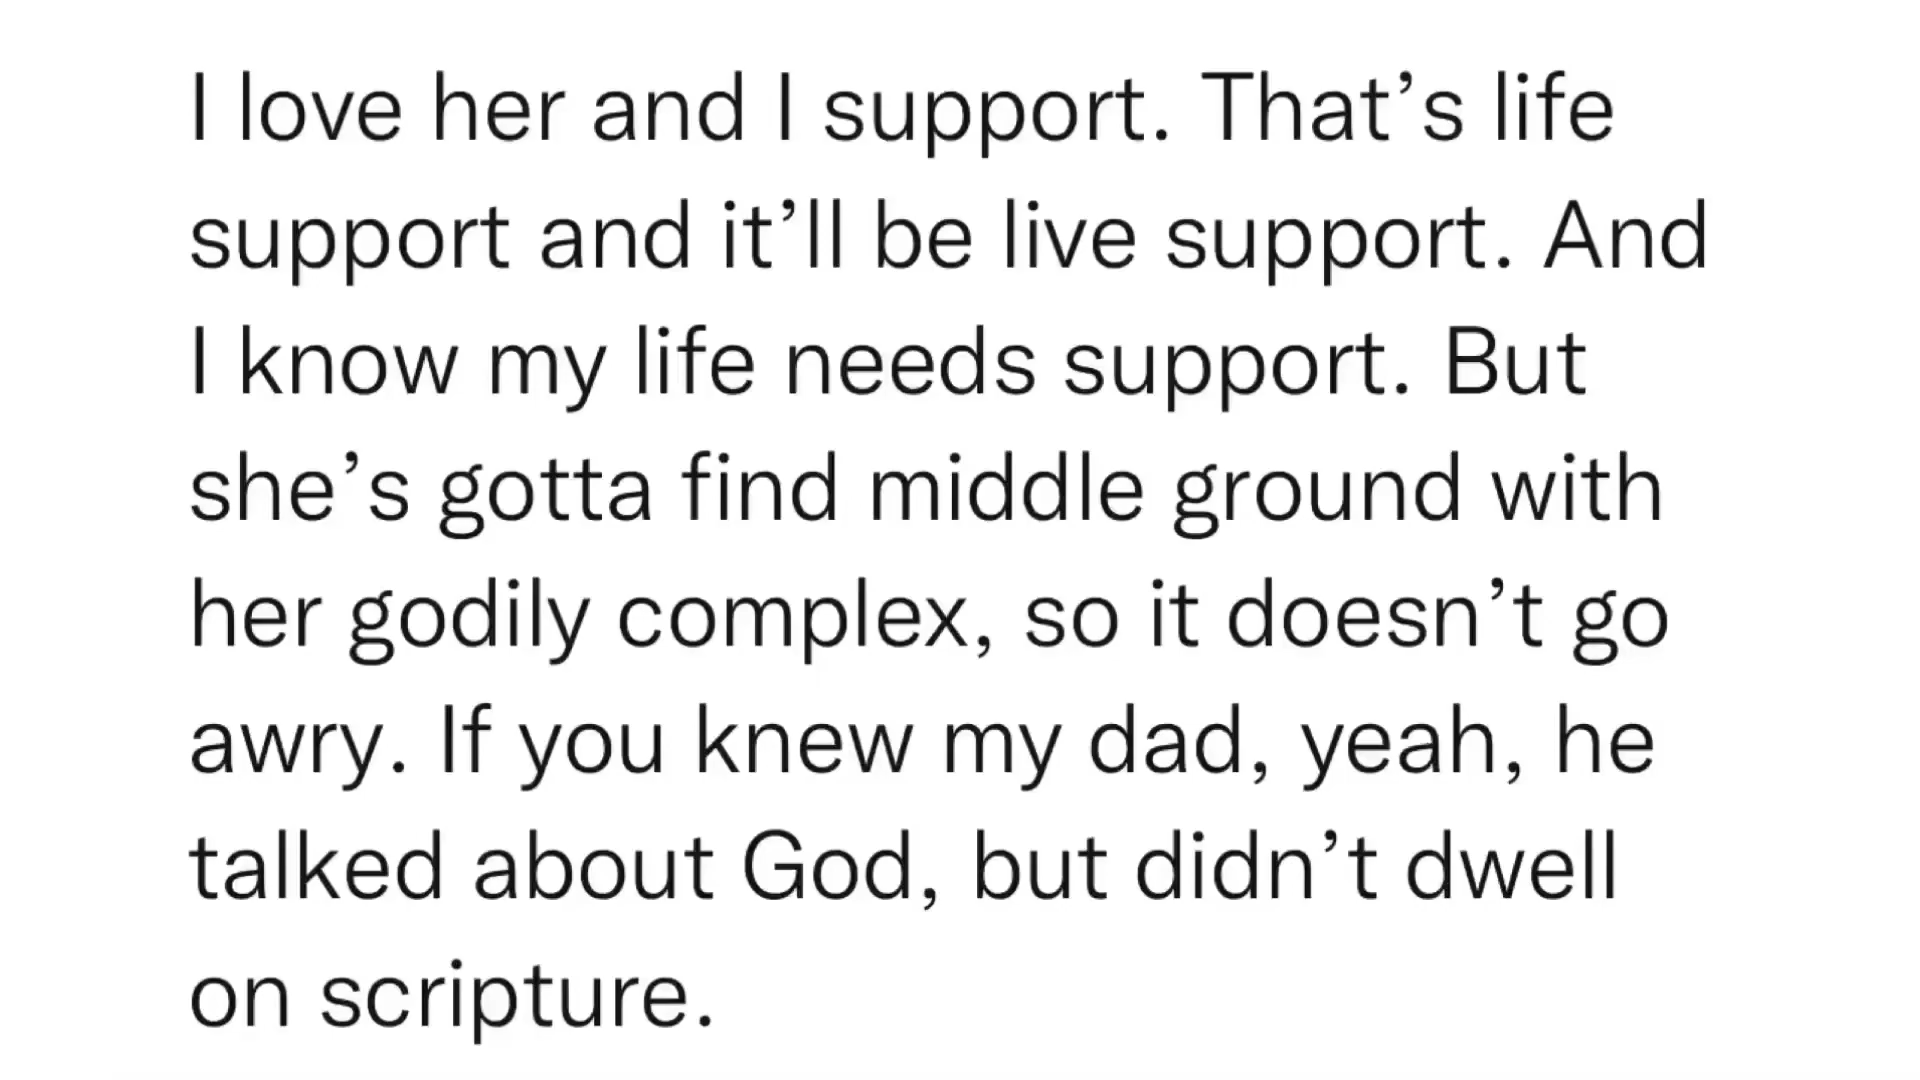 I love her and I support. That’s life
support and it’ll be live support. And
I know my life needs support. But
she’s gotta find middle ground with
her godily complex, so it doesn’t go
awry. If you knew my dad, yeah, he
talked about God, but didn’t dwell
on scripture.